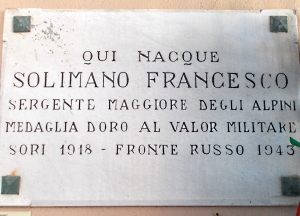 QUI NACQUE
SOLIMANO FRANCESCO
SERGENTE MAGGIORE DEGLI ALPINI
MEDAGLIA D'ORO AL VALOR MILITARE
SORI 1918 - FRONTE RUSSO 1943